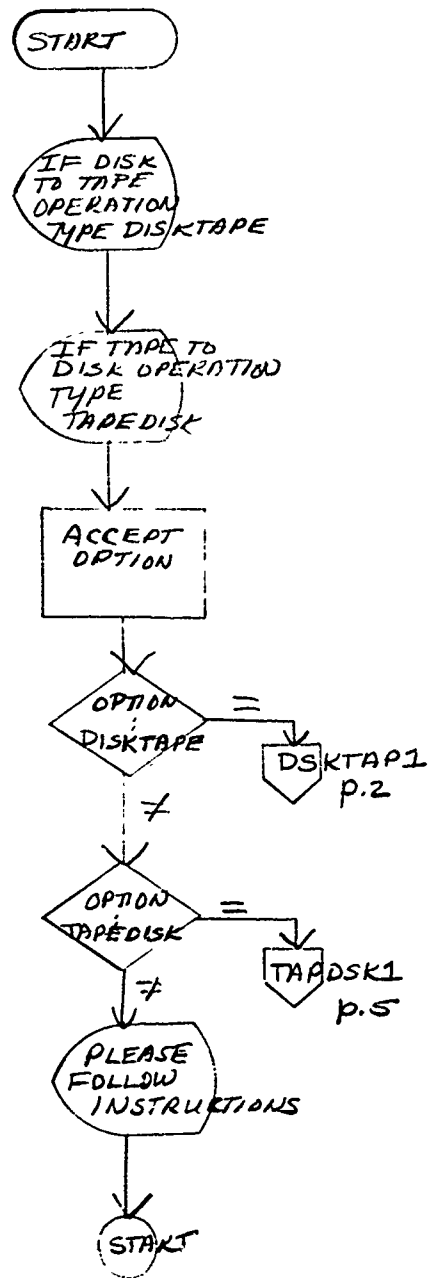 START
IF DISK
TO TAPE
OPERATION
TYPE DISKTAPE
IF TAPE TO
DISK OPERATION
TYPE
TAPEDISK
ACCEPT
OPTION
OPTION
:
DISKTAPE
=
DSKTAP1
p.2
≠
OPTION
:
TAPEDISK
=
TAPDSK1
p.5
≠
PLEASE
FOLLOW
INSTRUKTIONS
START